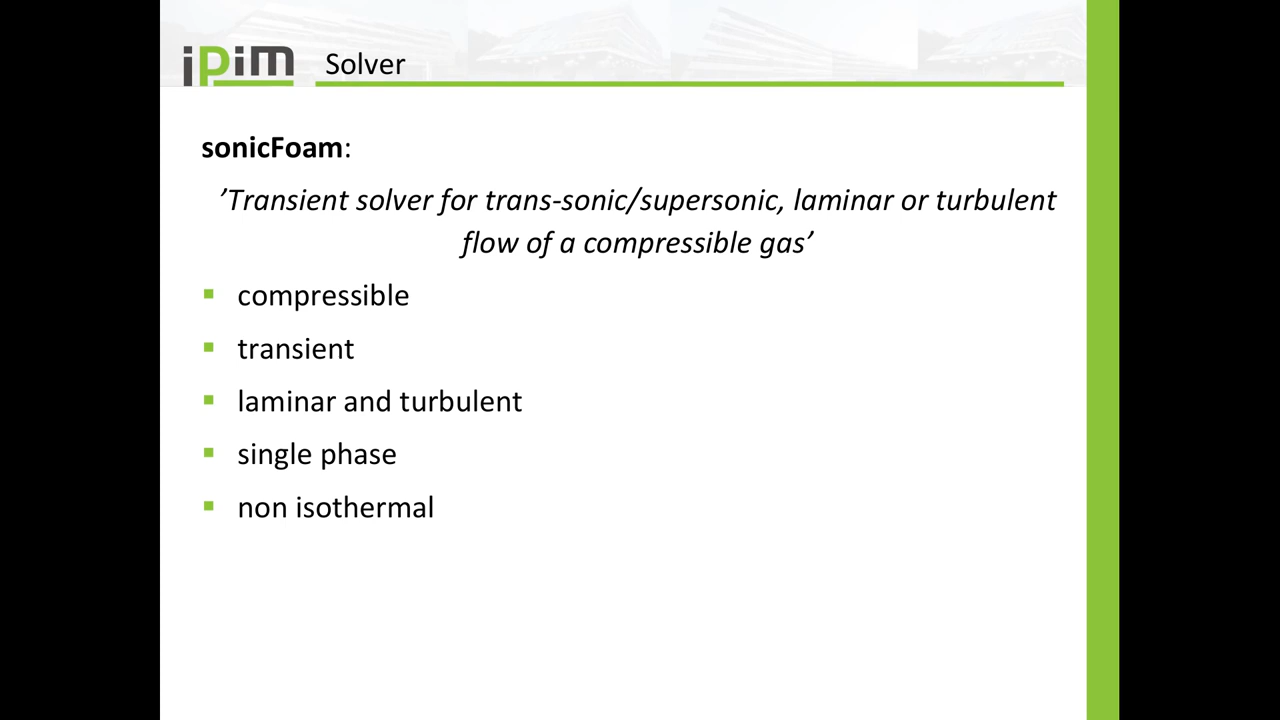 ipim
Solver
sonicFoam:
’Transient solver for trans-sonic/supersonic, laminar or turbulent
flow of a compressible gas’
▪ compressible
▪ transient
▪ laminar and turbulent
▪ single phase
▪ non isothermal